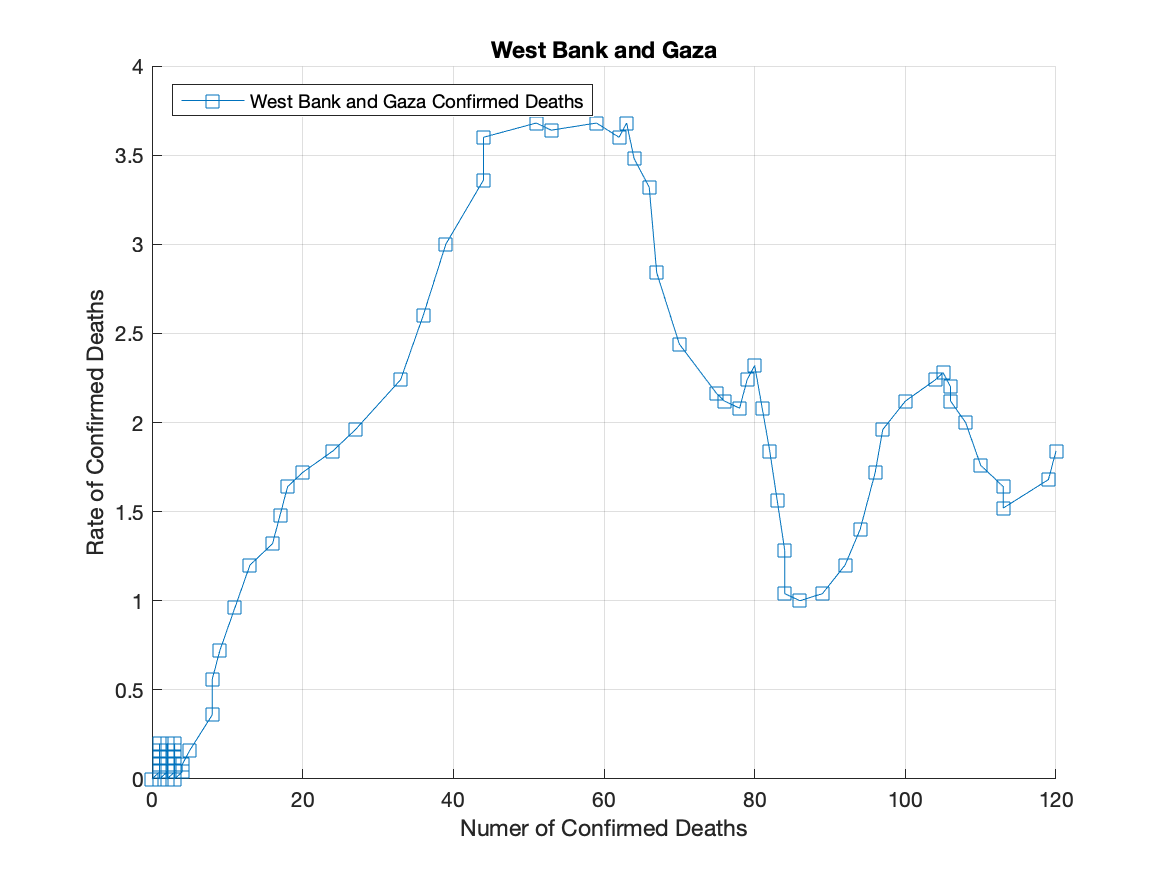 West Bank and Gaza
West Bank and Gaza Confirmed Deaths
4
3.5
3
2.5
2
1.5
1
0.5
0
Rate of Confirmed Deaths
0 20 40 60 80 100 120
Numer of Confirmed Deaths